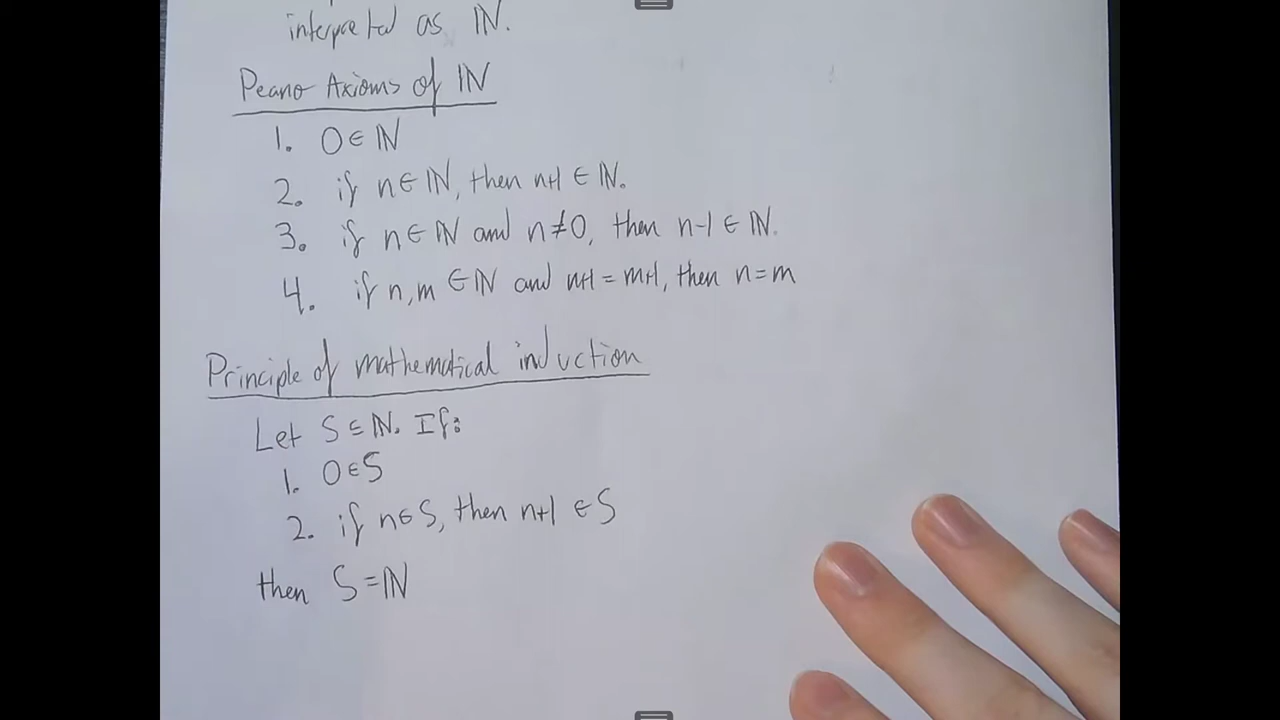 interpreted as ℕ.
Peano Axioms of ℕ
1. 0 ∈ ℕ
2. if n ∈ ℕ, then n+1 ∈ ℕ.
3. if n ∈ ℕ and n ≠ 0, then n-1 ∈ ℕ.
4. if n, m ∈ ℕ and n+1 = m+1, then n = m
Principle of mathematical induction
Let S ⊆ ℕ. If:
1. 0 ∈ S
2. if n ∈ S, then n+1 ∈ S
then S = ℕ